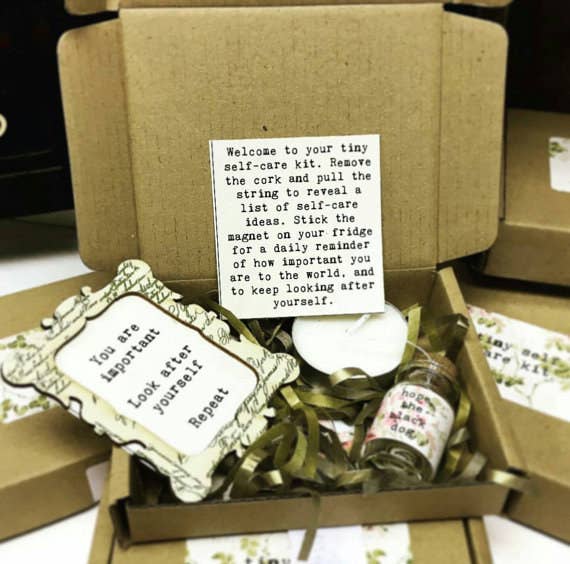 Welcome to your tiny
self-care kit. Remove
the cork and pull the
string to reveal a
list of self-care
ideas. Stick the
magnet on your fridge
for a daily reminder
of how important you
are to the world, and
to keep looking after
yourself.
You are
important
Look after
yourself
Repeat
hope
the
black
dog
tiny self
care kit
tiny